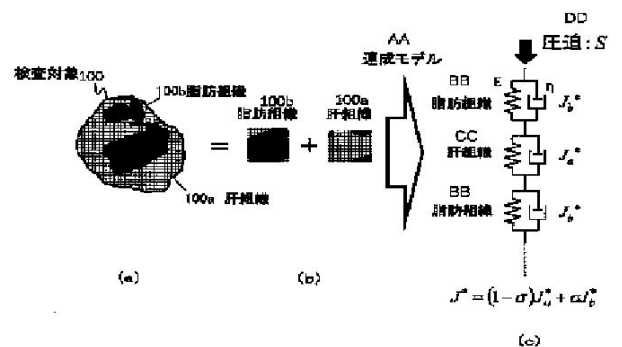 DD
圧迫:S
AA
連成モデル
検査対象100
100b脂肪組織
100b
脂肪組織
100a
肝組織
=
+
100a 肝組織
BB
脂肪組織
E
η
J_b^*
CC
肝組織
J_a^*
BB
脂肪組織
J_b^*
J^* = (1-σ)J_a^* + σJ_b^*
(a)
(b)
(c)